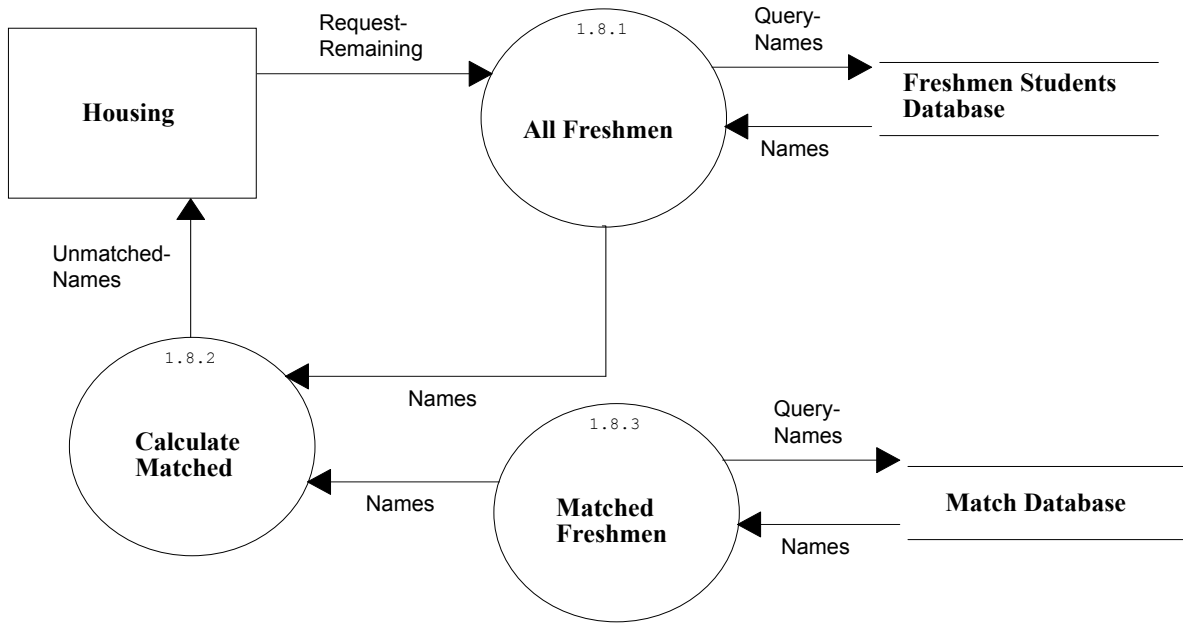 Request-
Remaining
1.8.1
Query-
Names
Housing
All Freshmen
Freshmen Students
Database
Names
Unmatched-
Names
1.8.2
Names
Calculate
Matched
1.8.3
Query-
Names
Names
Matched
Freshmen
Match Database
Names